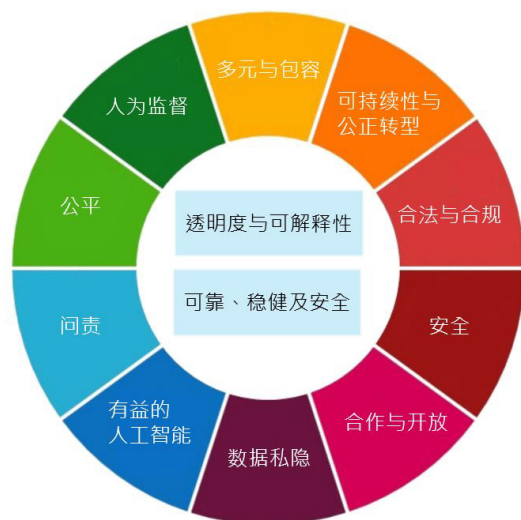 多元与包容
可持续性与
公正转型
合法与合规
安全
合作与开放
数据私隐
有益的
人工智能
问责
公平
人为监督
透明度与可解释性
可靠、稳健及安全